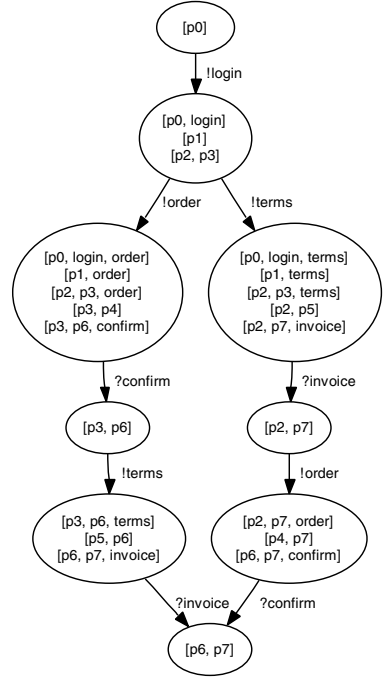 [p0]
!login
[p0, login]
[p1]
[p2, p3]
!order
!terms
[p0, login, order]
[p1, order]
[p2, p3, order]
[p3, p4]
[p3, p6, confirm]
[p0, login, terms]
[p1, terms]
[p2, p3, terms]
[p2, p5]
[p2, p7, invoice]
?confirm
?invoice
[p3, p6]
[p2, p7]
!terms
!order
[p3, p6, terms]
[p5, p6]
[p6, p7, invoice]
[p2, p7, order]
[p4, p7]
[p6, p7, confirm]
?invoice
?confirm
[p6, p7]